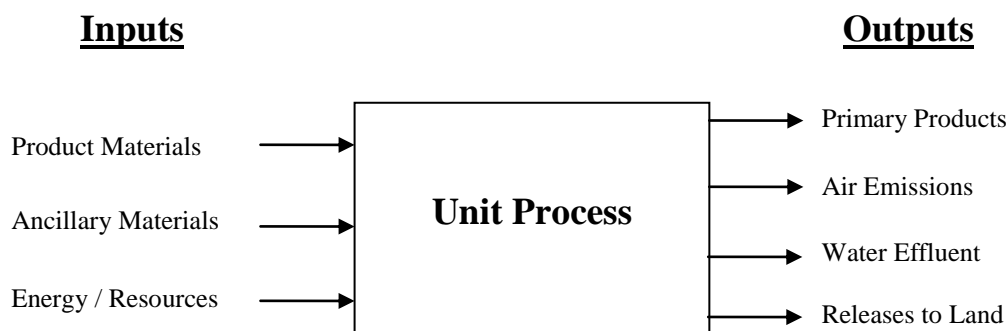 Inputs
Outputs
Product Materials
Ancillary Materials
Energy / Resources
Unit Process
Primary Products
Air Emissions
Water Effluent
Releases to Land